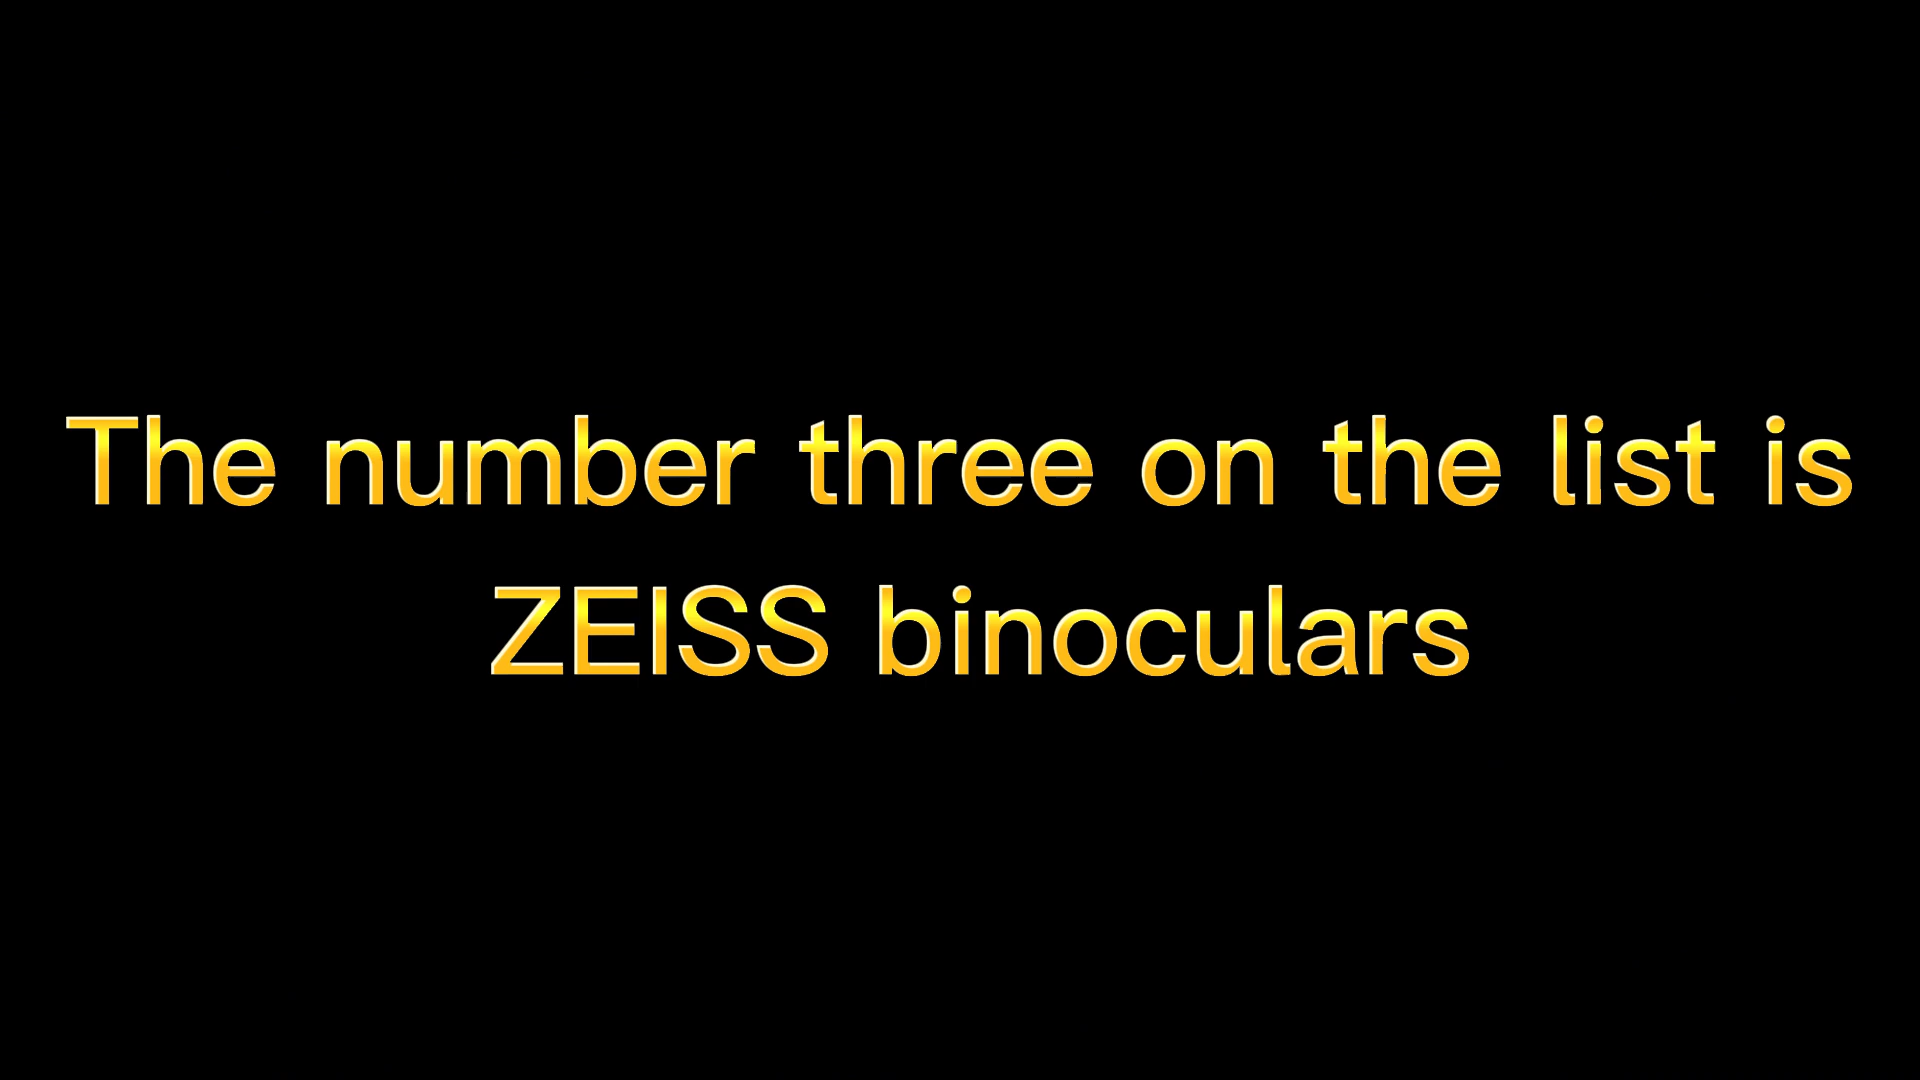 The number three on the list is
ZEISS binoculars